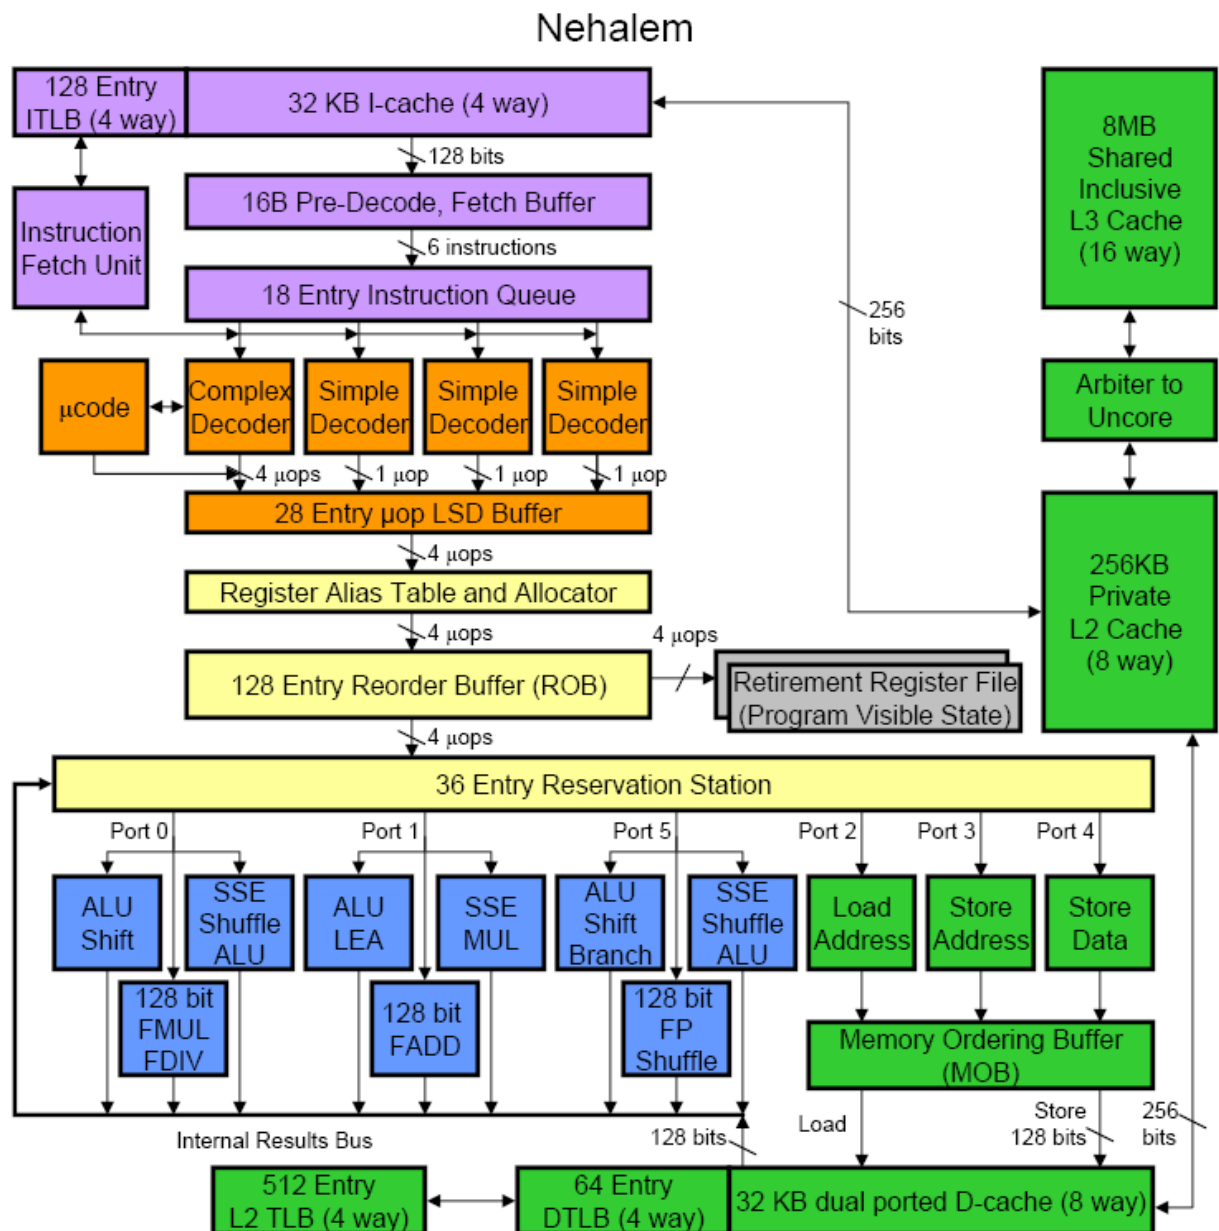 Nehalem
128 Entry
ITLB (4 way)
32 KB I-cache (4 way)
8MB
Shared
Inclusive
L3 Cache
(16 way)
128 bits
Instruction
Fetch Unit
16B Pre-Decode, Fetch Buffer
6 instructions
18 Entry Instruction Queue
256
bits
μcode
Complex
Decoder
Simple
Decoder
Simple
Decoder
Simple
Decoder
Arbiter to
Uncore
4 μops
1 μop
1 μop
1 μop
28 Entry μop LSD Buffer
4 μops
Register Alias Table and Allocator
256KB
Private
L2 Cache
(8 way)
4 μops
4 μops
128 Entry Reorder Buffer (ROB)
Retirement Register File
(Program Visible State)
4 μops
36 Entry Reservation Station
Port 0
Port 1
Port 5
Port 2
Port 3
Port 4
ALU
Shift
SSE
Shuffle
ALU
ALU
LEA
SSE
MUL
ALU
Shift
Branch
SSE
Shuffle
ALU
Load
Address
Store
Address
Store
Data
128 bit
FMUL
FDIV
128 bit
FADD
128 bit
FP
Shuffle
Memory Ordering Buffer
(MOB)
Internal Results Bus
128 bits
Load
Store
128 bits
256
bits
512 Entry
L2 TLB (4 way)
64 Entry
DTLB (4 way)
32 KB dual ported D-cache (8 way)